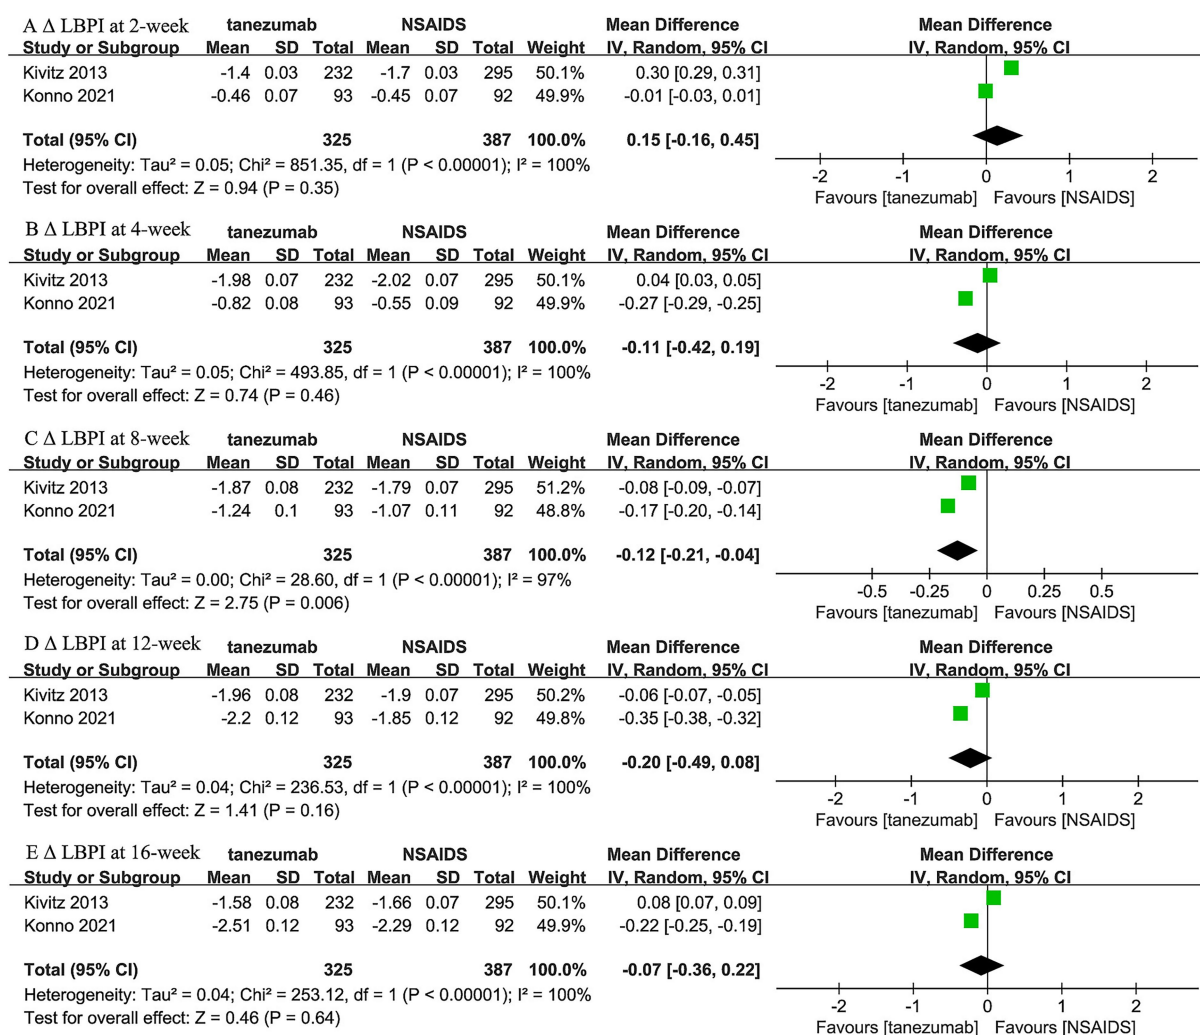 A Δ LBPI at 2-week tanezumab NSAIDS Mean Difference Mean Difference
Study or Subgroup Mean SD Total Mean SD Total Weight IV, Random, 95% CI IV, Random, 95% CI
Kivitz 2013 -1.4 0.03 232 -1.7 0.03 295 50.1% 0.30 [0.29, 0.31]
Konno 2021 -0.46 0.07 93 -0.45 0.07 92 49.9% -0.01 [-0.03, 0.01]
Total (95% CI) 325 387 100.0% 0.15 [-0.16, 0.45]
Heterogeneity: Tau² = 0.05; Chi² = 851.35, df = 1 (P < 0.00001); I² = 100%
Test for overall effect: Z = 0.94 (P = 0.35)
-2 -1 0 1 2
Favours [tanezumab] Favours [NSAIDS]
B Δ LBPI at 4-week tanezumab NSAIDS Mean Difference Mean Difference
Study or Subgroup Mean SD Total Mean SD Total Weight IV, Random, 95% CI IV, Random, 95% CI
Kivitz 2013 -1.98 0.07 232 -2.02 0.07 295 50.1% 0.04 [0.03, 0.05]
Konno 2021 -0.82 0.08 93 -0.55 0.09 92 49.9% -0.27 [-0.29, -0.25]
Total (95% CI) 325 387 100.0% -0.11 [-0.42, 0.19]
Heterogeneity: Tau² = 0.05; Chi² = 493.85, df = 1 (P < 0.00001); I² = 100%
Test for overall effect: Z = 0.74 (P = 0.46)
-2 -1 0 1 2
Favours [tanezumab] Favours [NSAIDS]
C Δ LBPI at 8-week tanezumab NSAIDS Mean Difference Mean Difference
Study or Subgroup Mean SD Total Mean SD Total Weight IV, Random, 95% CI IV, Random, 95% CI
Kivitz 2013 -1.87 0.08 232 -1.79 0.07 295 51.2% -0.08 [-0.09, -0.07]
Konno 2021 -1.24 0.1 93 -1.07 0.11 92 48.8% -0.17 [-0.20, -0.14]
Total (95% CI) 325 387 100.0% -0.12 [-0.21, -0.04]
Heterogeneity: Tau² = 0.00; Chi² = 28.60, df = 1 (P < 0.00001); I² = 97%
Test for overall effect: Z = 2.75 (P = 0.006)
-0.5 -0.25 0 0.25 0.5
Favours [tanezumab] Favours [NSAIDS]
D Δ LBPI at 12-week tanezumab NSAIDS Mean Difference Mean Difference
Study or Subgroup Mean SD Total Mean SD Total Weight IV, Random, 95% CI IV, Random, 95% CI
Kivitz 2013 -1.96 0.08 232 -1.9 0.07 295 50.2% -0.06 [-0.07, -0.05]
Konno 2021 -2.2 0.12 93 -1.85 0.12 92 49.8% -0.35 [-0.38, -0.32]
Total (95% CI) 325 387 100.0% -0.20 [-0.49, 0.08]
Heterogeneity: Tau² = 0.04; Chi² = 236.53, df = 1 (P < 0.00001); I² = 100%
Test for overall effect: Z = 1.41 (P = 0.16)
-2 -1 0 1 2
Favours [tanezumab] Favours [NSAIDS]
E Δ LBPI at 16-week tanezumab NSAIDS Mean Difference Mean Difference
Study or Subgroup Mean SD Total Mean SD Total Weight IV, Random, 95% CI IV, Random, 95% CI
Kivitz 2013 -1.58 0.08 232 -1.66 0.07 295 50.1% 0.08 [0.07, 0.09]
Konno 2021 -2.51 0.12 93 -2.29 0.12 92 49.9% -0.22 [-0.25, -0.19]
Total (95% CI) 325 387 100.0% -0.07 [-0.36, 0.22]
Heterogeneity: Tau² = 0.04; Chi² = 253.12, df = 1 (P < 0.00001); I² = 100%
Test for overall effect: Z = 0.46 (P = 0.64)
-2 -1 0 1 2
Favours [tanezumab] Favours [NSAIDS]